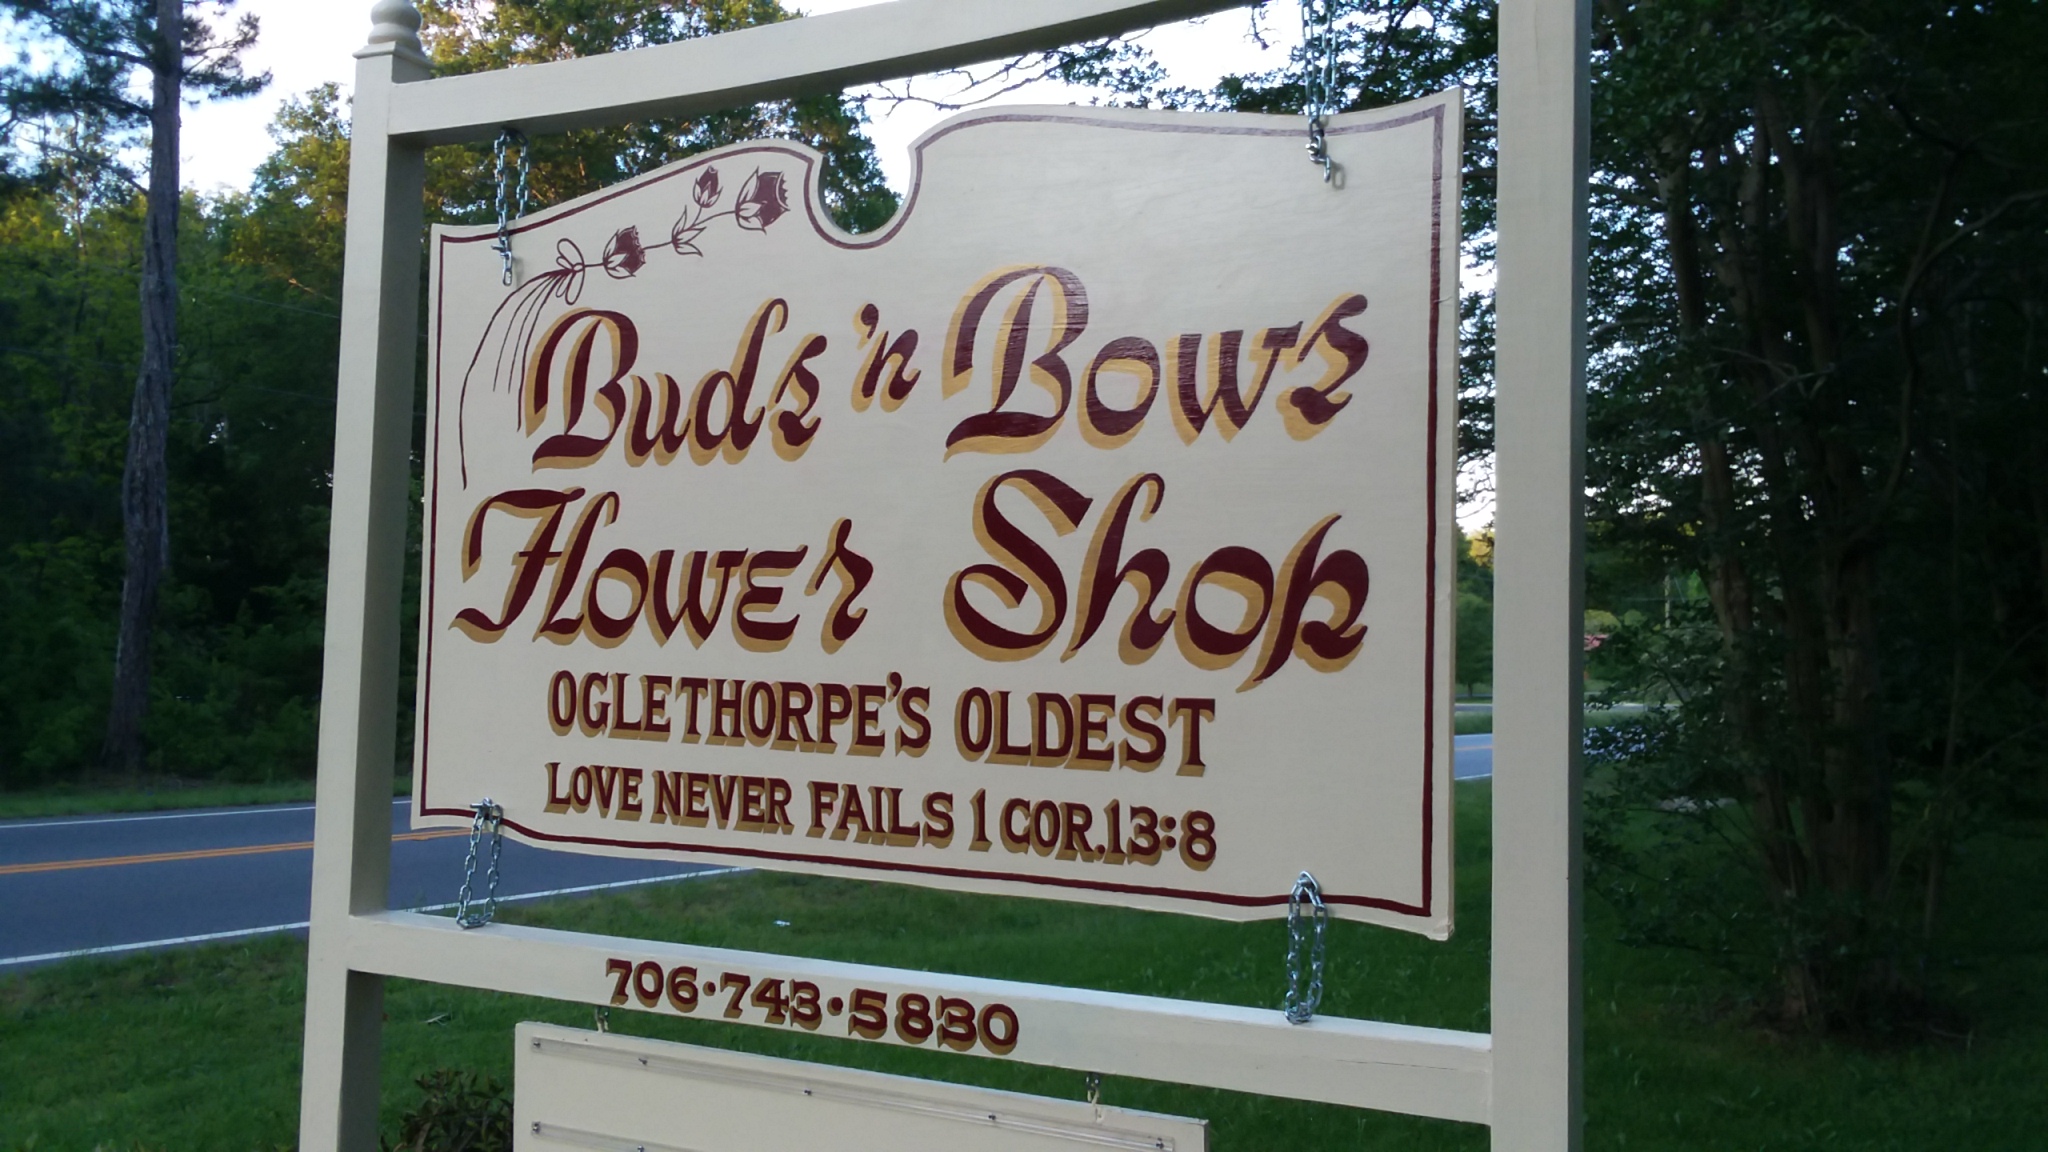 Buds 'n Bows
Flower Shop
OGLETHORPE'S OLDEST
LOVE NEVER FAILS 1 COR.13:8
706·743·5830